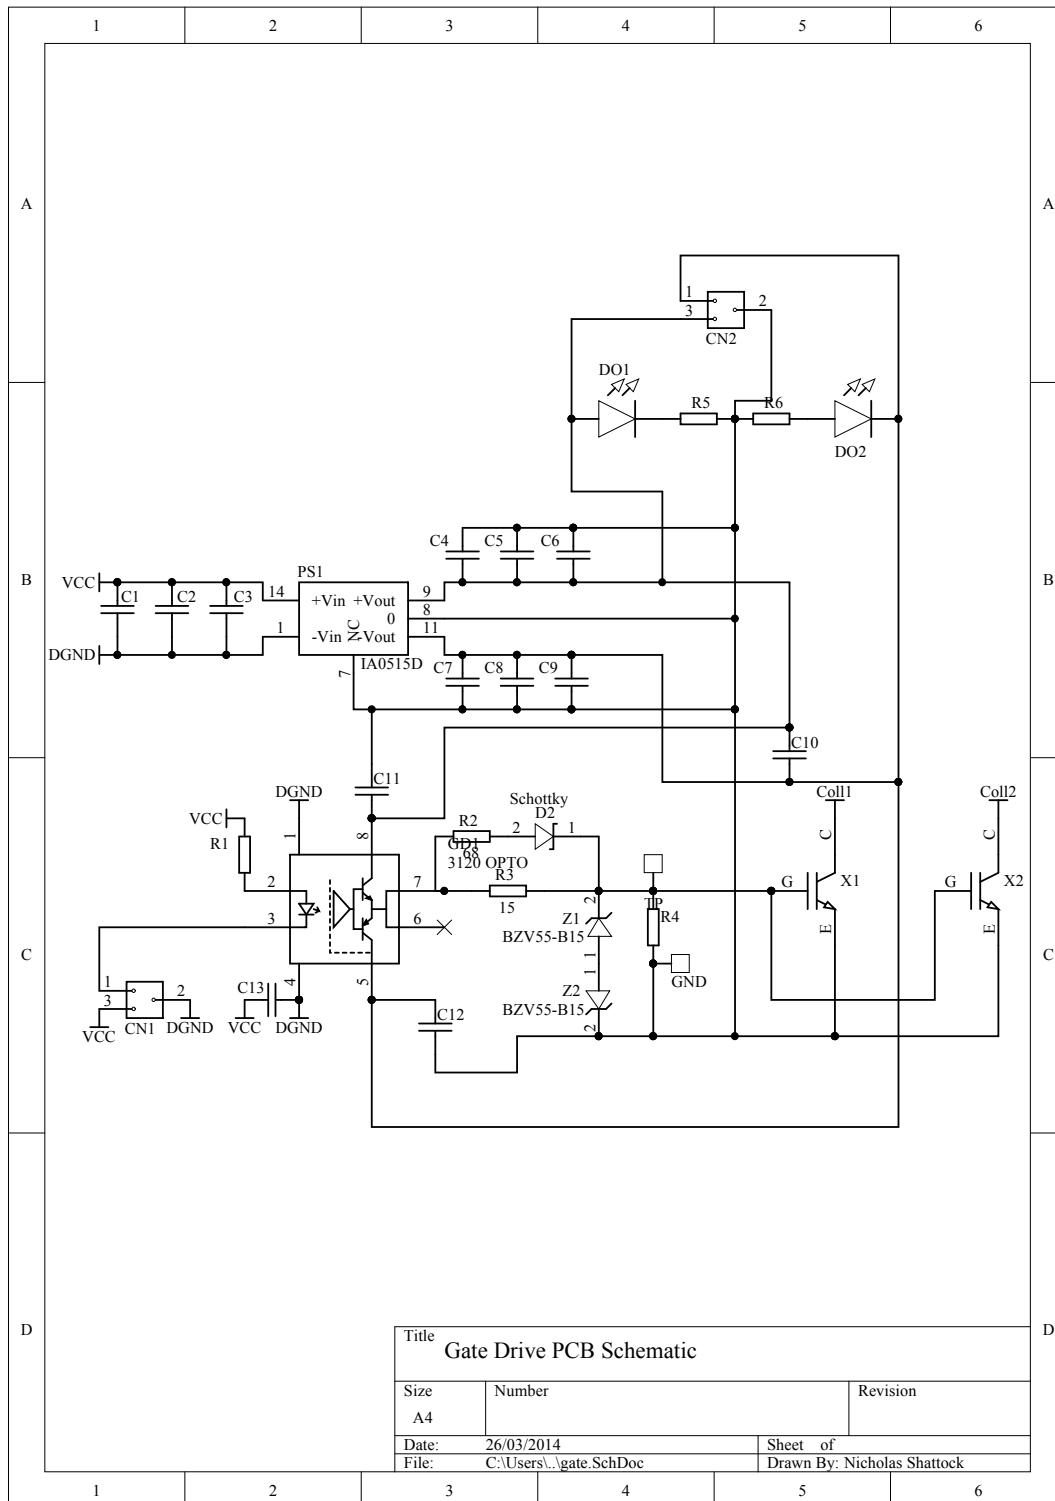 1 2 3 4 5 6
A A
1
3
2
CN2
DO1
R5
R6
DO2
B B
C4 C5 C6
VCC
C1 C2 C3
14
PS1
+Vin +Vout
9
0
8
1
-Vin
NC
-Vout
11
DGND
IA0515D
7
C7 C8 C9
C10
C11
DGND
VCC
R1
1
8
Schottky
D2
R2
2
1
GD1
68
3120 OPTO
Coll1
Coll2
C
C
2
7
R3
15
G
X1
G
X2
3
6
2
Z1
BZV55-B15
1
TP
R4
E
E
C C
1
3
2
CN1
VCC
DGND
C13
4
5
VCC
DGND
C12
1
Z2
BZV55-B15
2
GND
D D
Title
Gate Drive PCB Schematic
Size
Number
Revision
A4
Date: 26/03/2014
Sheet of
File: C:\Users\..\gate.SchDoc
Drawn By: Nicholas Shattock
1 2 3 4 5 6